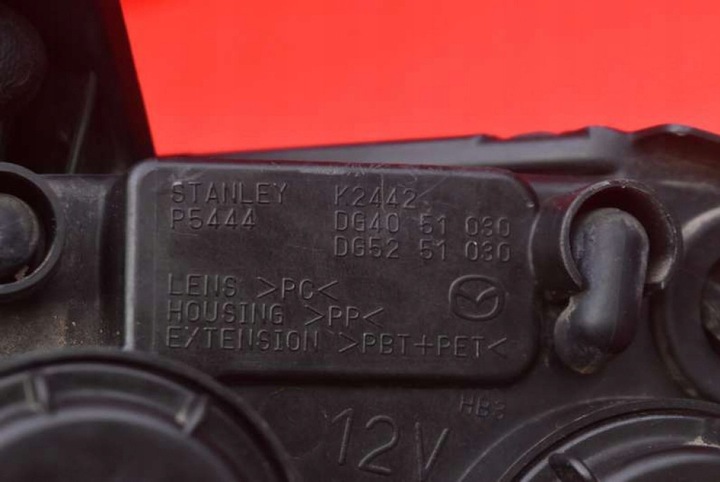 STANLEY K2442
P5444 DG40 51 030
DG52 51 030
LENS >PC<
HOUSING >PP<
EXTENSION >PBT+PET<
HB3
12V